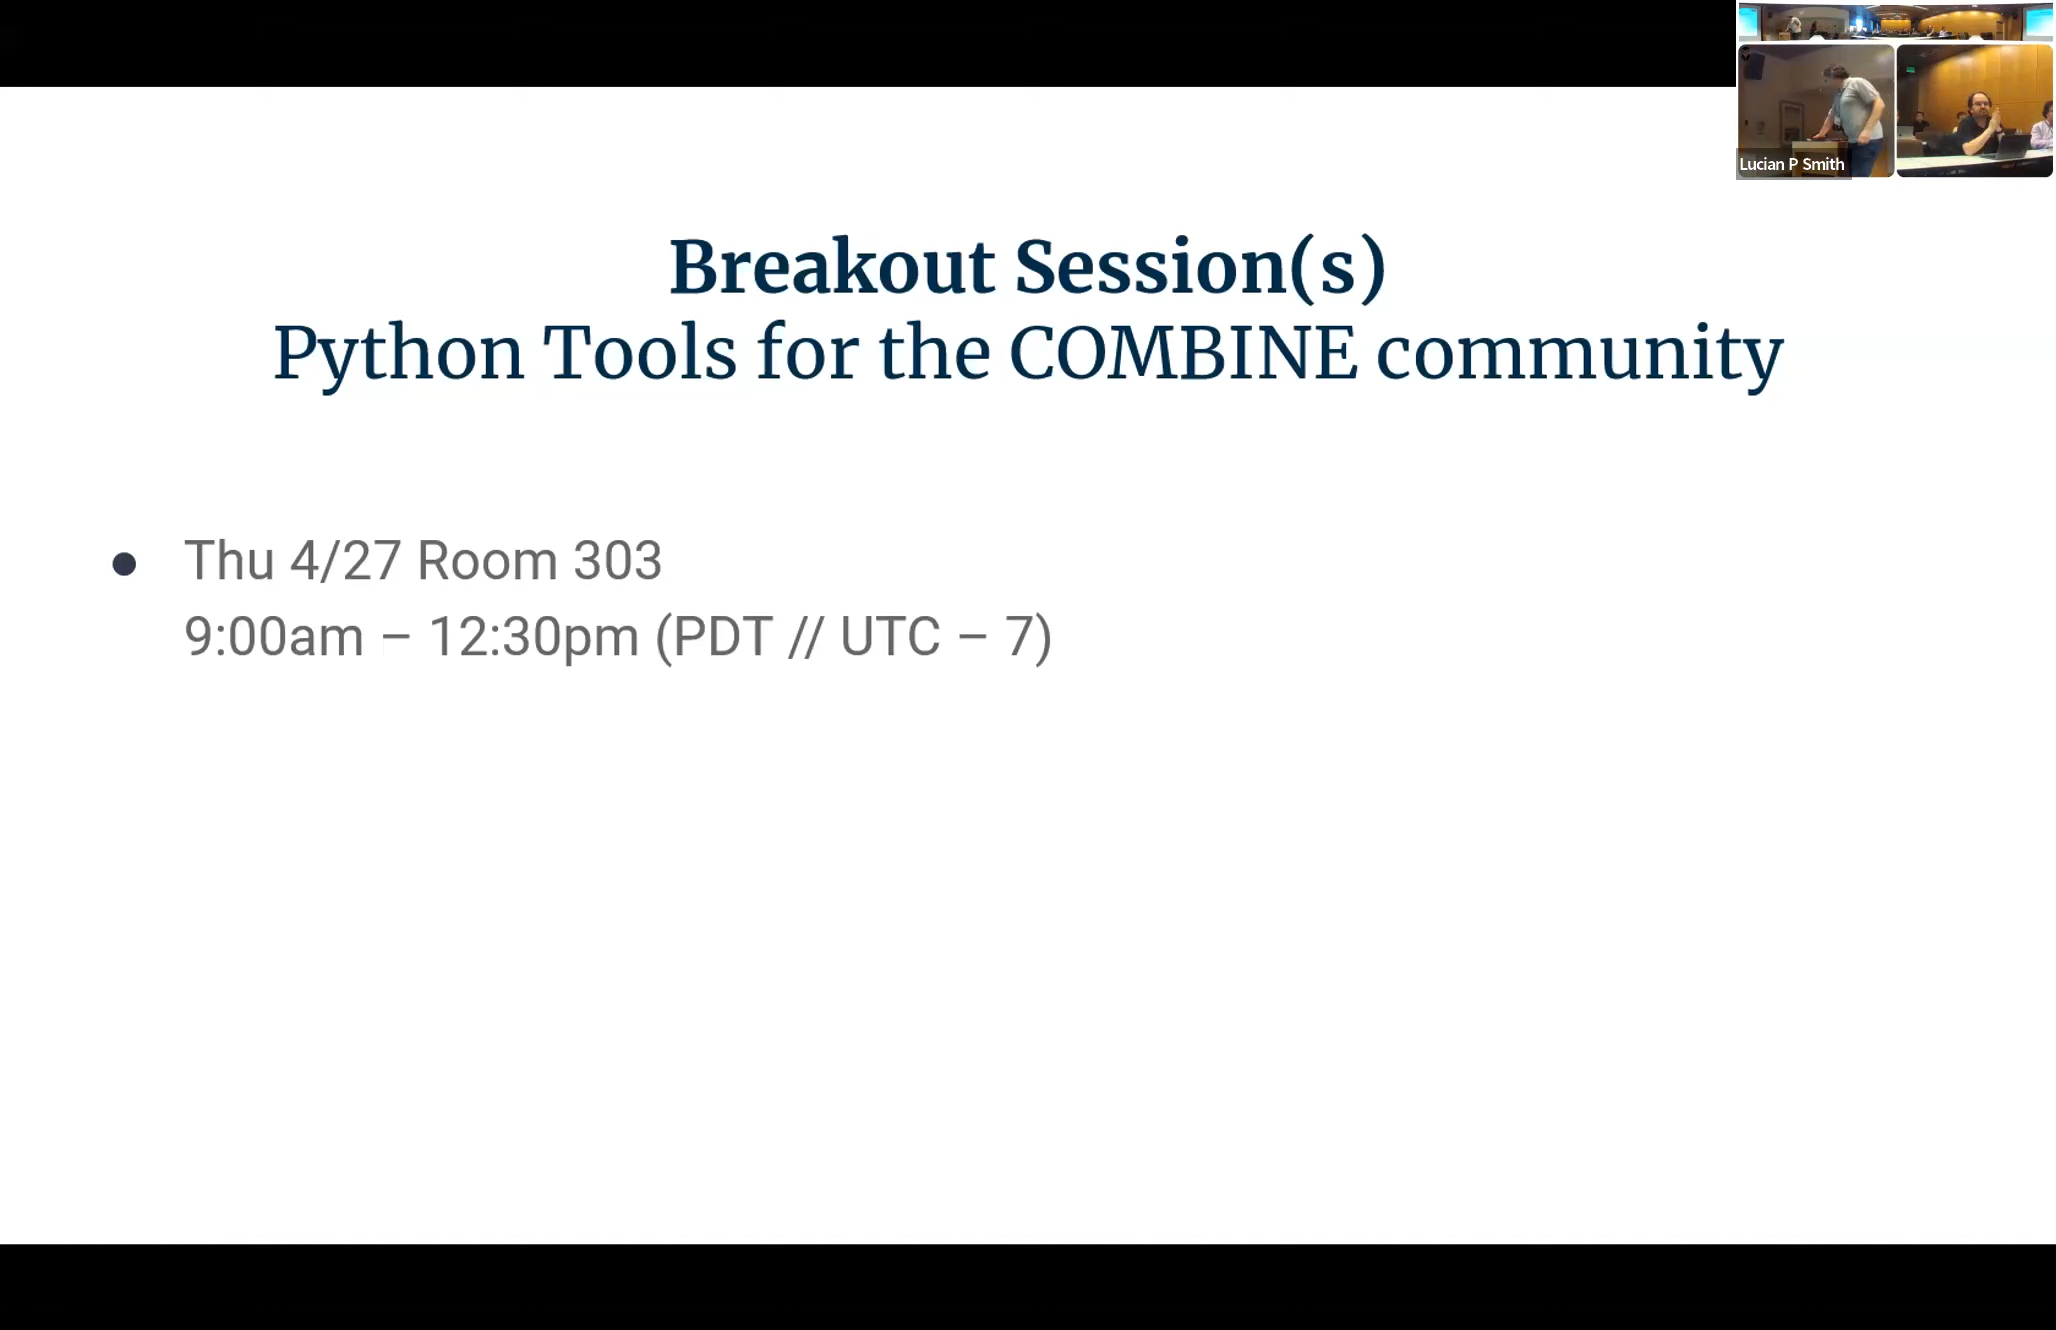 Lucian P Smith
Breakout Session(s)
Python Tools for the COMBINE community
● Thu 4/27 Room 303
9:00am – 12:30pm (PDT // UTC – 7)